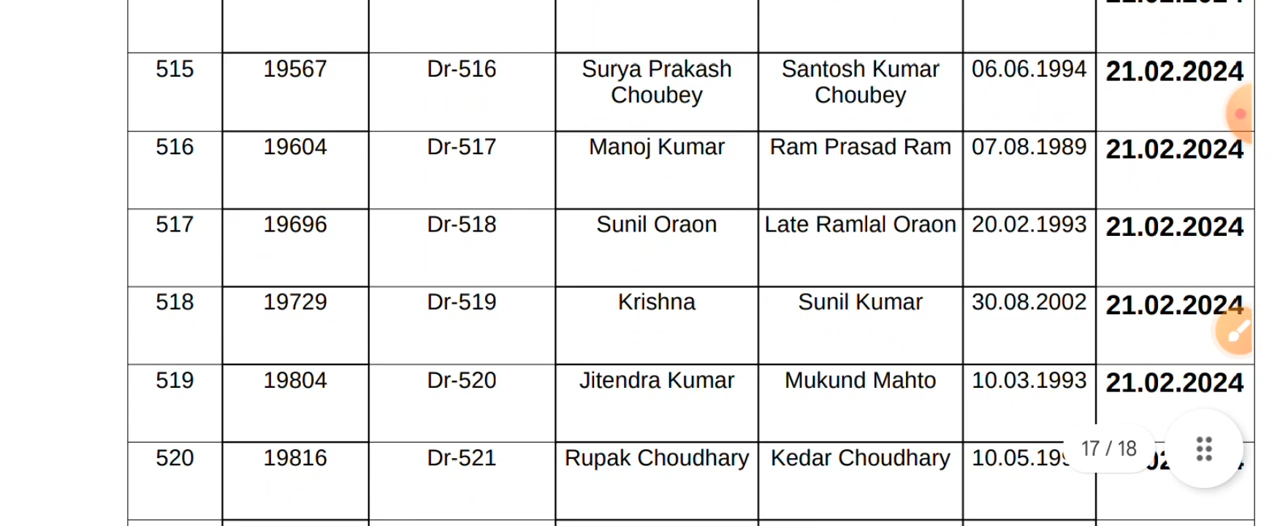 515 19567 Dr-516 Surya Prakash Santosh Kumar 06.06.1994 21.02.2024
Choubey Choubey
516 19604 Dr-517 Manoj Kumar Ram Prasad Ram 07.08.1989 21.02.2024
517 19696 Dr-518 Sunil Oraon Late Ramlal Oraon 20.02.1993 21.02.2024
518 19729 Dr-519 Krishna Sunil Kumar 30.08.2002 21.02.2024
519 19804 Dr-520 Jitendra Kumar Mukund Mahto 10.03.1993 21.02.2024
520 19816 Dr-521 Rupak Choudhary Kedar Choudhary
17 / 18